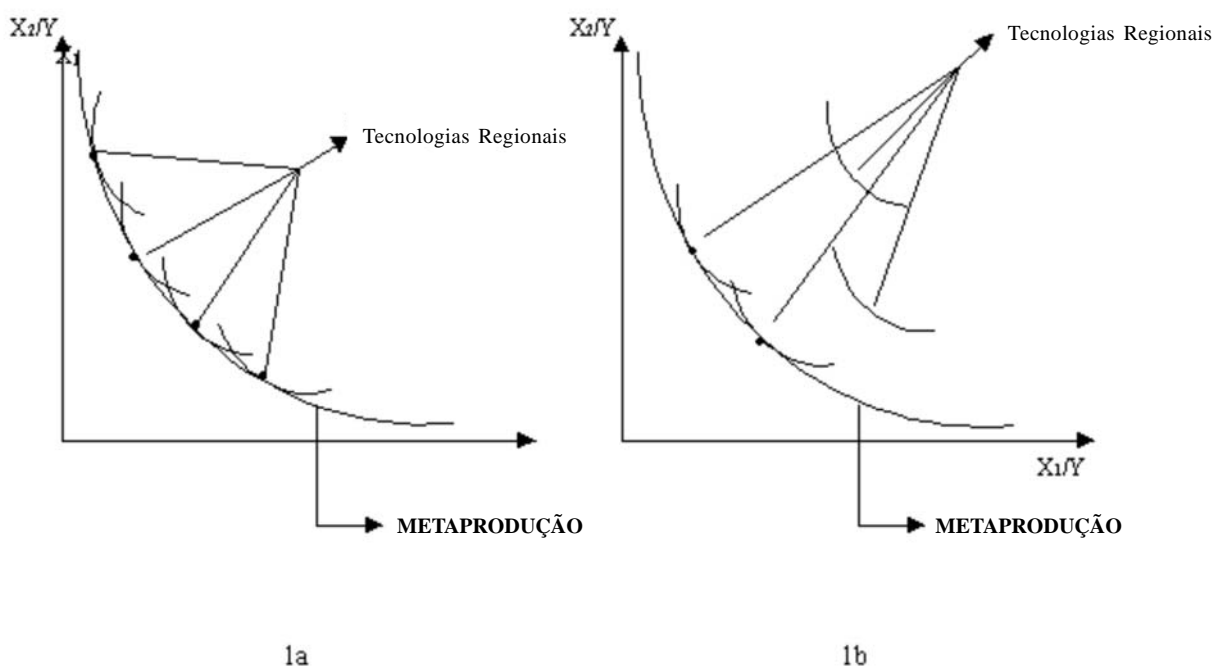 X2/Y
X1
Tecnologias Regionais
METAPRODUÇÃO
1a
X2/Y
Tecnologias Regionais
X1/Y
METAPRODUÇÃO
1b